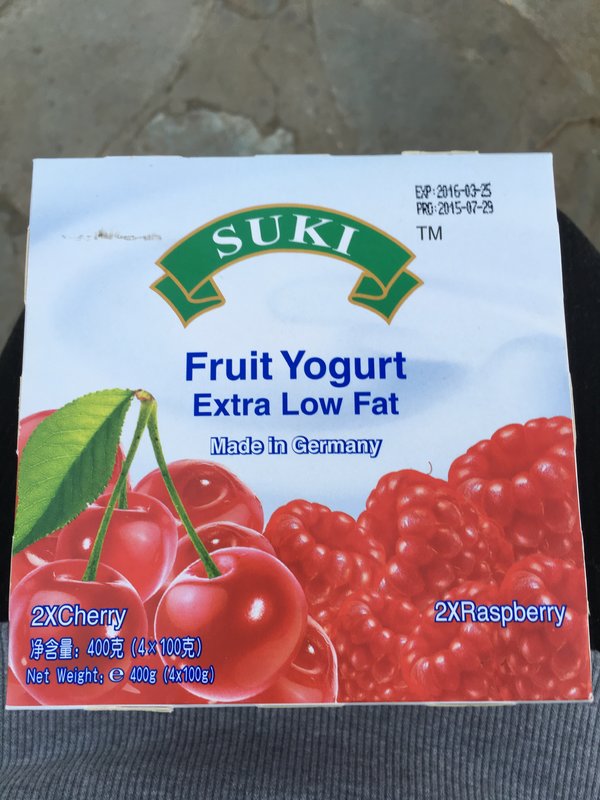 EXP:2016-03-25
PRO:2015-07-29
TM
SUKI
Fruit Yogurt
Extra Low Fat
Made in Germany
2XCherry
2XRaspberry
净含量：400克（4×100克）
Net Weight: ℮ 400g (4x100g)